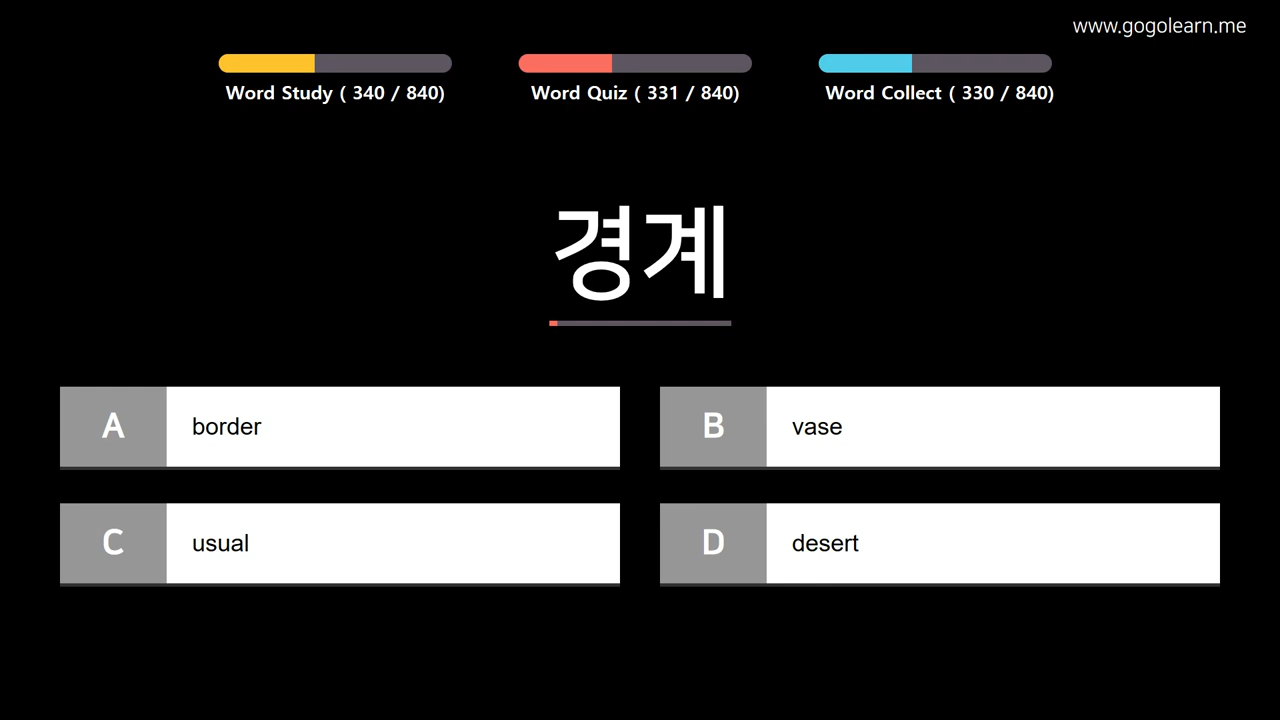 www.gogolearn.me
Word Study ( 340 / 840)
Word Quiz ( 331 / 840)
Word Collect ( 330 / 840)
경계
A border
B vase
C usual
D desert